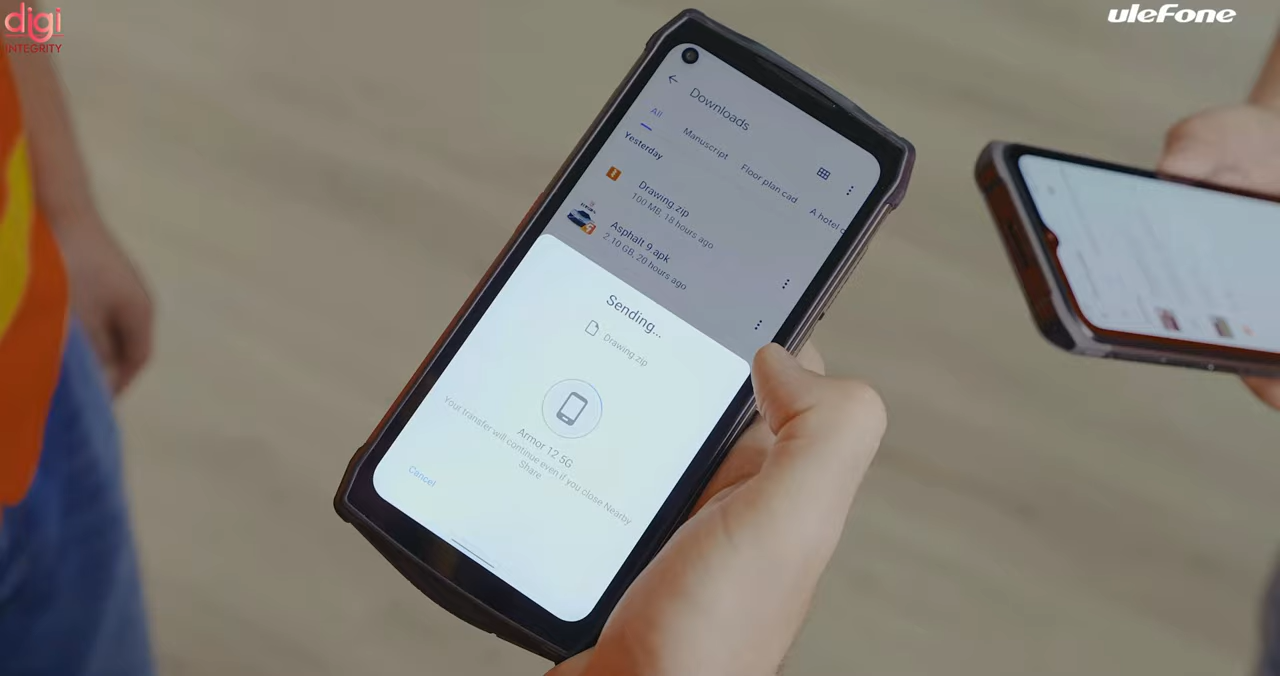 digi
INTEGRITY
uleFone
Downloads
All
Manuscript
Floor plan cad
A hotel
Yesterday
Drawing.zip
100 MB, 18 hours ago
Asphalt 9 apk
2.10 GB, 20 hours ago
Sending...
Drawing zip
Armor 12 5G
Your transfer will continue even if you close Nearby
Share
Cancel